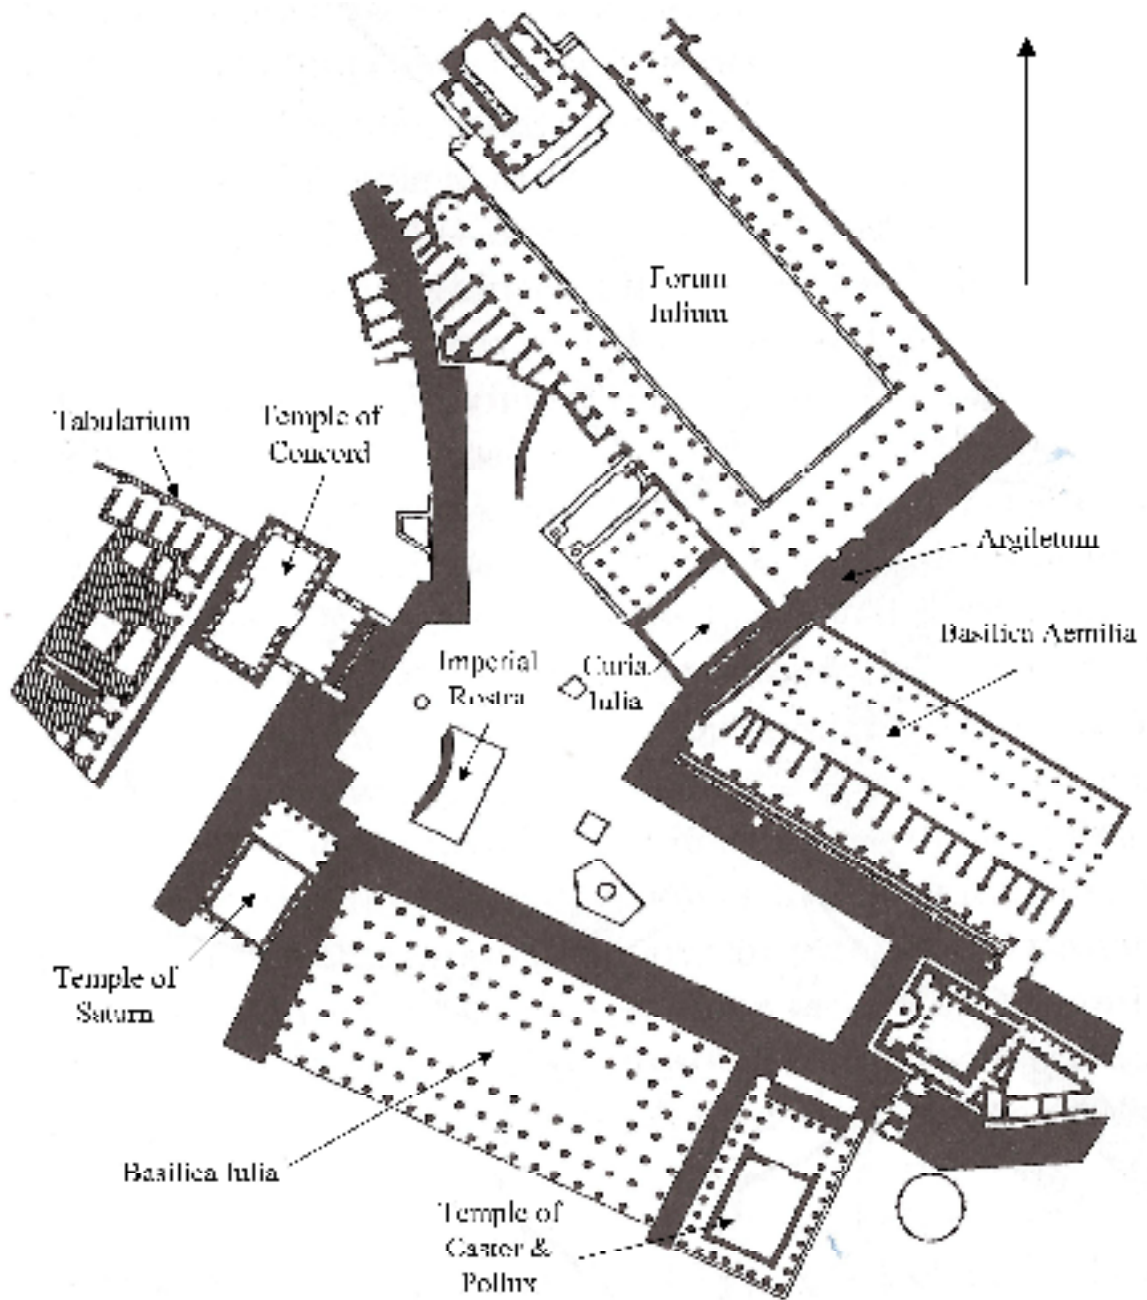 Forum
Iulium
Tabularium
Temple of
Concord
Argiletum
Basilica Aemilia
Imperial
Rostra
Curia
Iulia
Temple of
Saturn
Basilica Iulia
Temple of
Castor &
Pollux